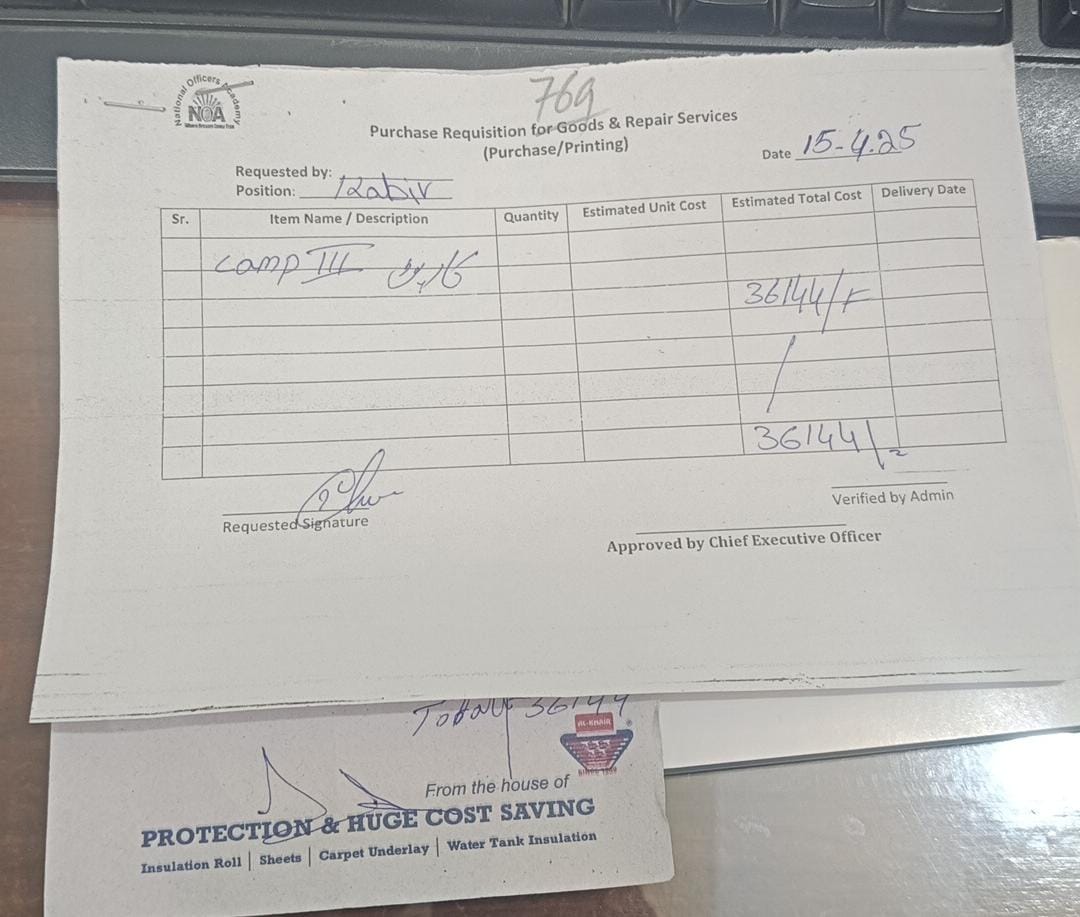 National Officers Academy
NOA
769
Purchase Requisition for Goods & Repair Services
(Purchase/Printing)
Date 15-4.25
Requested by:
Position: Kabir
Sr. Item Name / Description Quantity Estimated Unit Cost Estimated Total Cost Delivery Date
Camp III
36144/
36144/
Requested Signature
Verified by Admin
Approved by Chief Executive Officer
Total 36144
AL-KHAIR
SINCE
From the house of
PROTECTION & HUGE COST SAVING
Insulation Roll | Sheets | Carpet Underlay | Water Tank Insulation